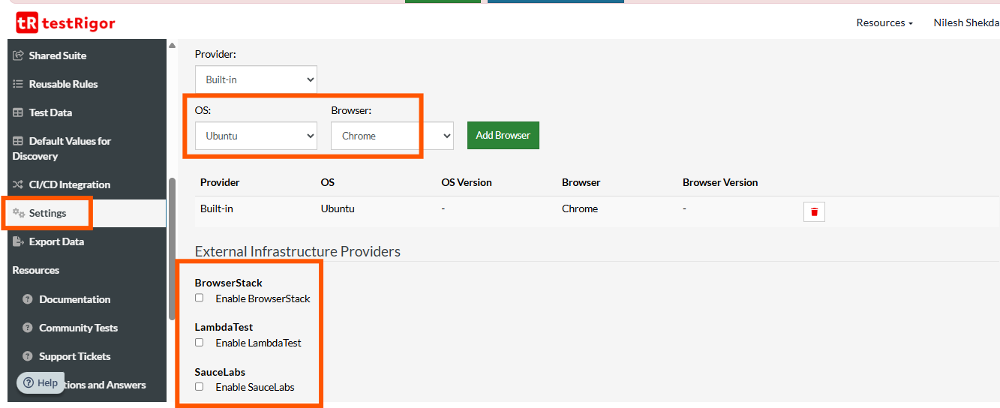 tR testRigor
Resources
Nilesh Shekda
Shared Suite
Reusable Rules
Test Data
Default Values for
Discovery
CI/CD Integration
Settings
Export Data
Resources
Documentation
Community Tests
Support Tickets
tions and Answers
Help
Provider:
Built-in
OS:
Browser:
Ubuntu
Chrome
Add Browser
Provider OS OS Version Browser Browser Version
Built-in Ubuntu - Chrome -
External Infrastructure Providers
BrowserStack
Enable BrowserStack
LambdaTest
Enable LambdaTest
SauceLabs
Enable SauceLabs